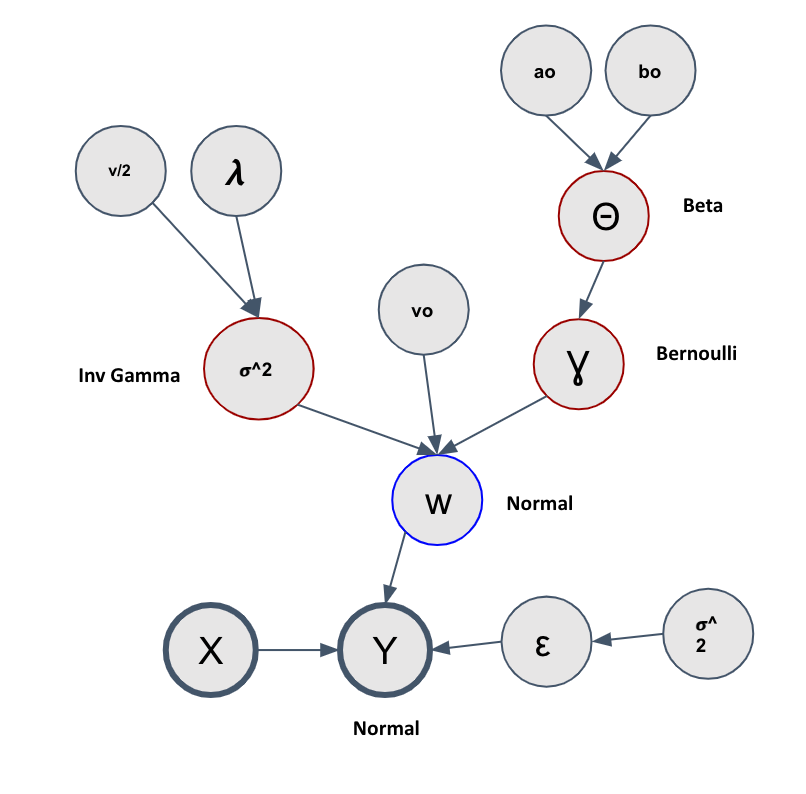 ao
bo
v/2
λ
Θ
Beta
vo
Inv Gamma
σ^2
Ɣ
Bernoulli
w
Normal
X
Y
ε
σ^
2
Normal